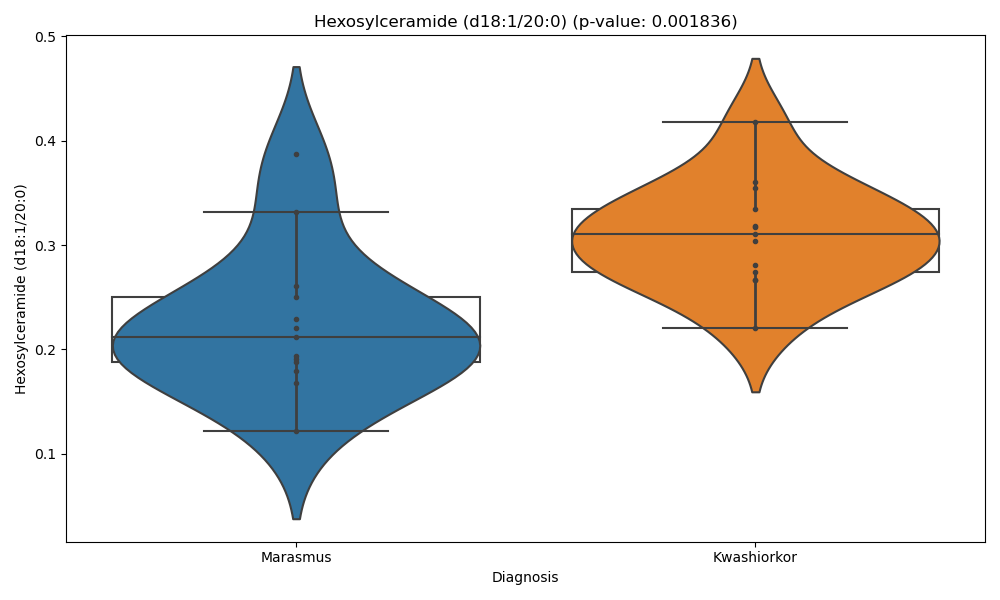 Hexosylceramide (d18:1/20:0) (p-value: 0.001836)
0.5
0.4
0.3
0.2
0.1
Hexosylceramide (d18:1/20:0)
Marasmus
Kwashiorkor
Diagnosis